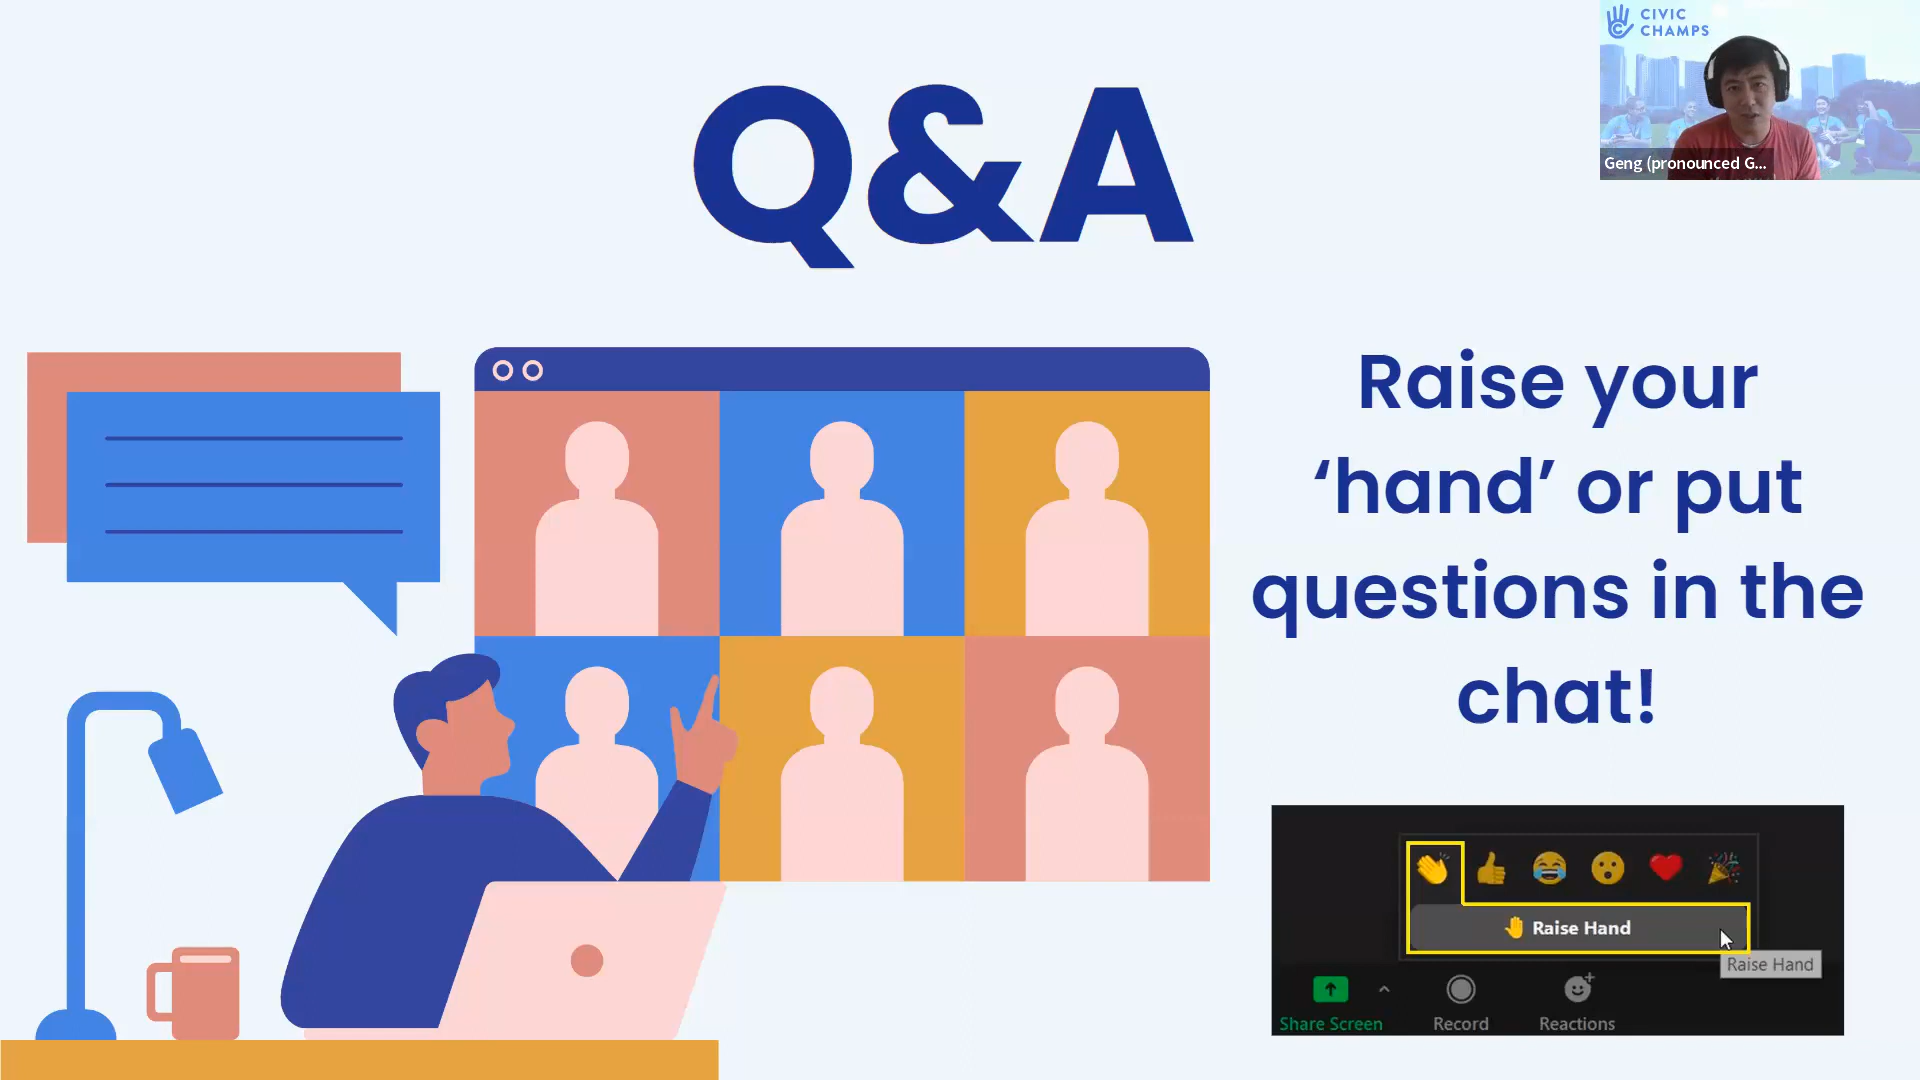 CIVIC
CHAMPS
Geng (pronounced G...
Q&A
Raise your
‘hand’ or put
questions in the
chat!
Raise Hand
Raise Hand
Share Screen
Record
Reactions